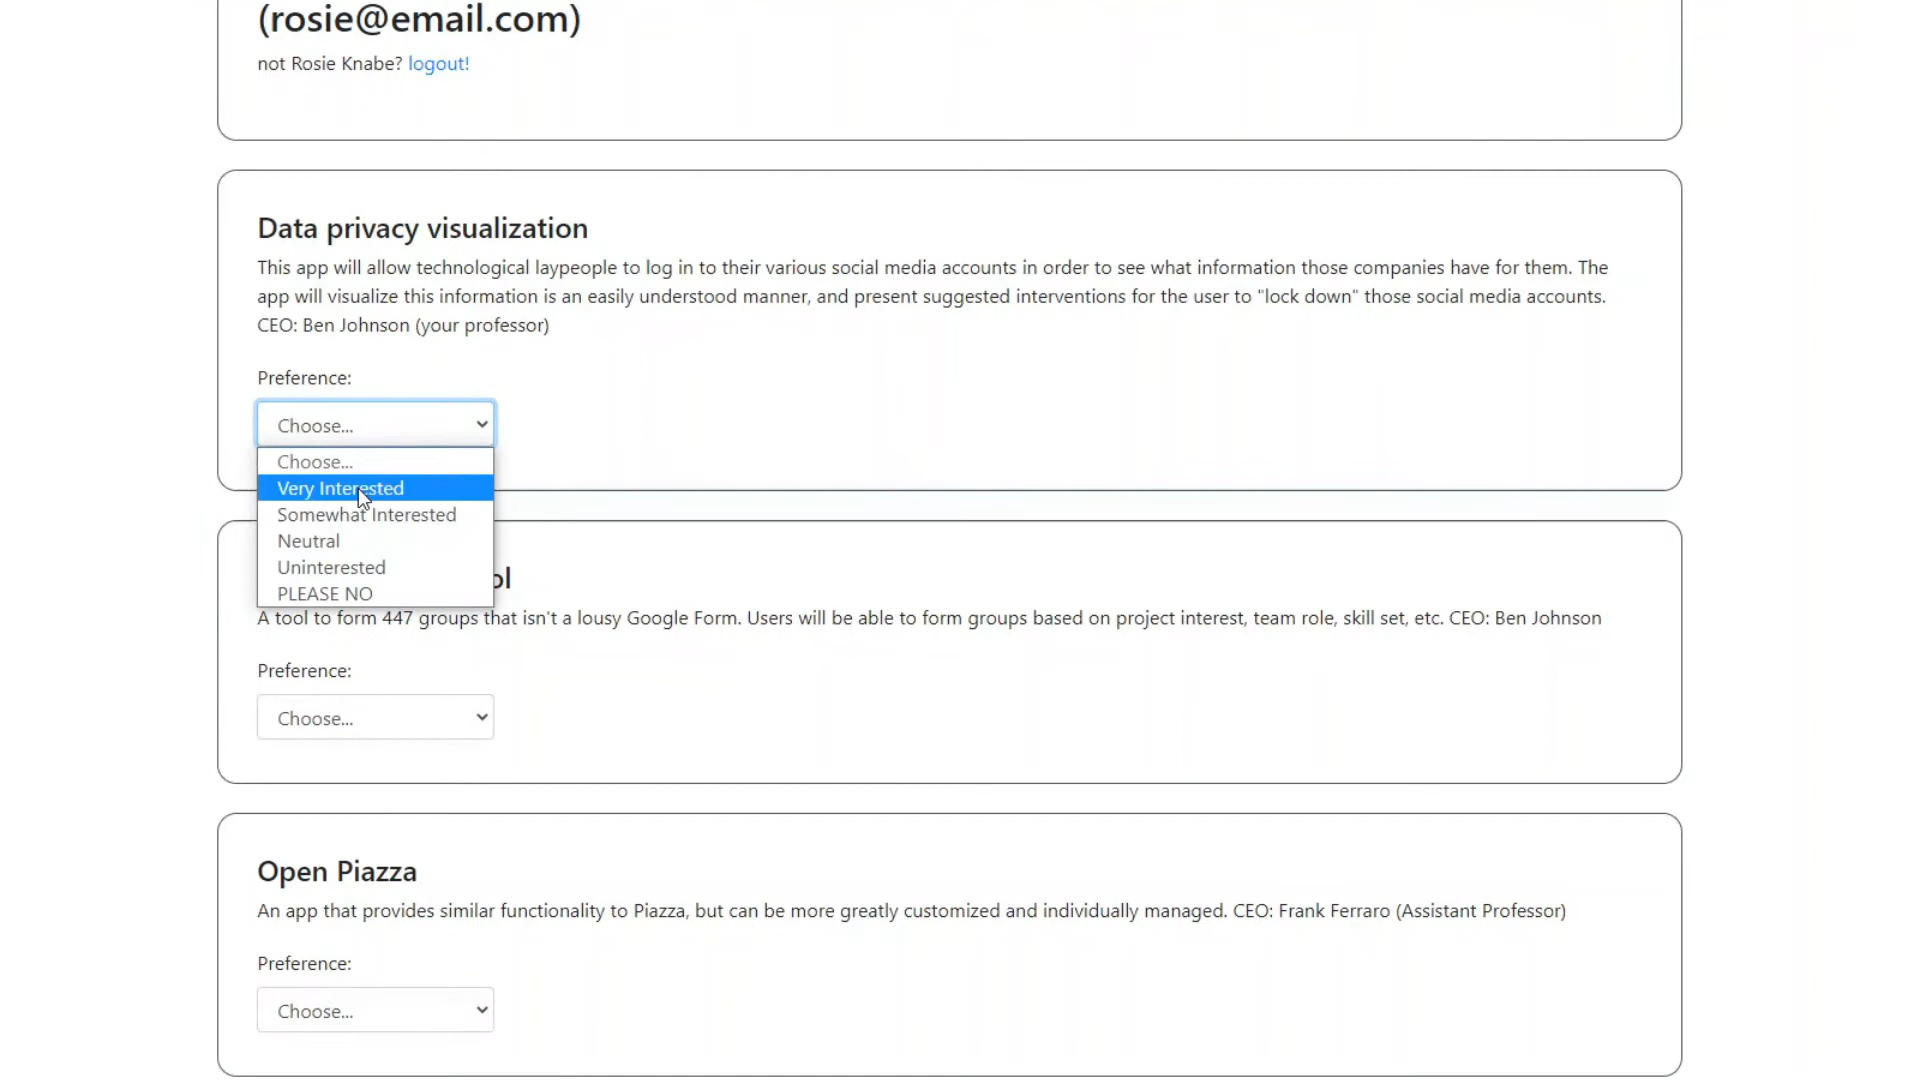 (rosie@email.com)
not Rosie Knabe? logout!
Data privacy visualization
This app will allow technological laypeople to log in to their various social media accounts in order to see what information those companies have for them. The
app will visualize this information is an easily understood manner, and present suggested interventions for the user to "lock down" those social media accounts.
CEO: Ben Johnson (your professor)
Preference:
Choose...
Choose...
Very Interested
Somewhat Interested
Neutral
Uninterested
PLEASE NO
A tool to form 447 groups that isn't a lousy Google Form. Users will be able to form groups based on project interest, team role, skill set, etc. CEO: Ben Johnson
Preference:
Choose...
Open Piazza
An app that provides similar functionality to Piazza, but can be more greatly customized and individually managed. CEO: Frank Ferraro (Assistant Professor)
Preference:
Choose...